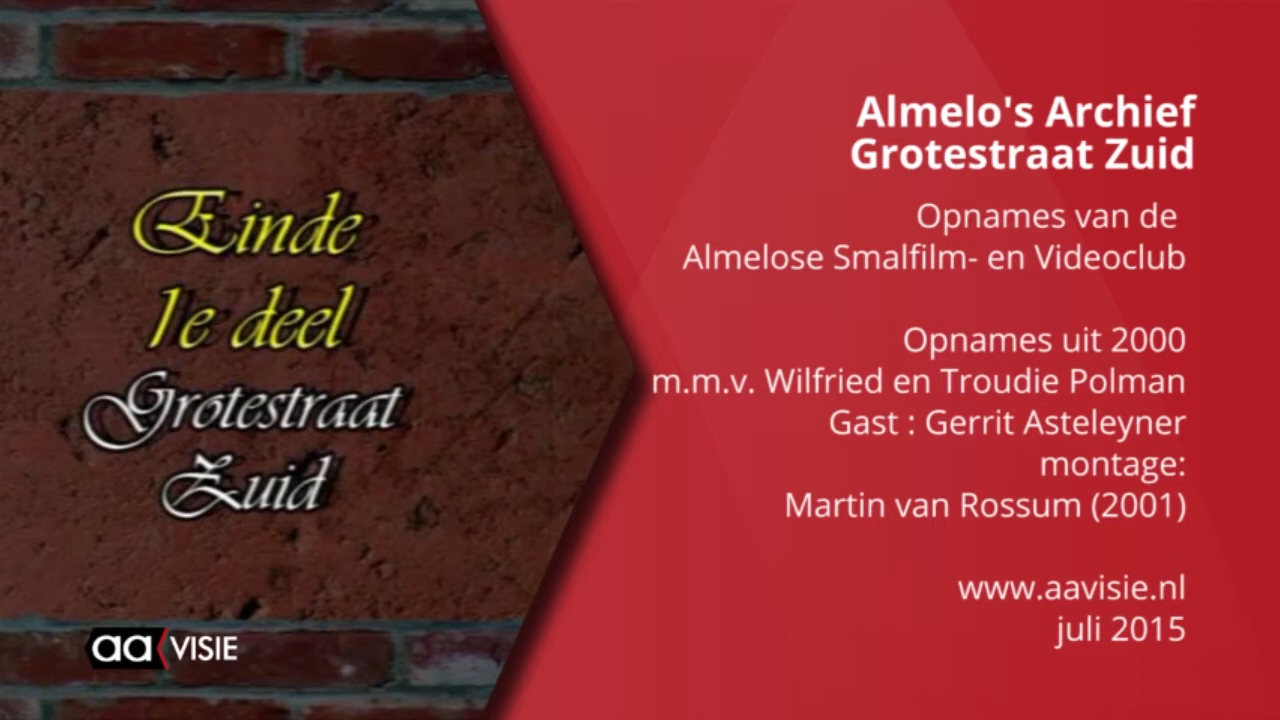 Einde
1e deel
Grotestraat
Zuid
aa VISIE
Almelo's Archief
Grotestraat Zuid
Opnames van de
Almelose Smalfilm- en Videoclub
Opnames uit 2000
m.m.v. Wilfried en Troudie Polman
Gast : Gerrit Asteleyner
montage:
Martin van Rossum (2001)
www.aavisie.nl
juli 2015